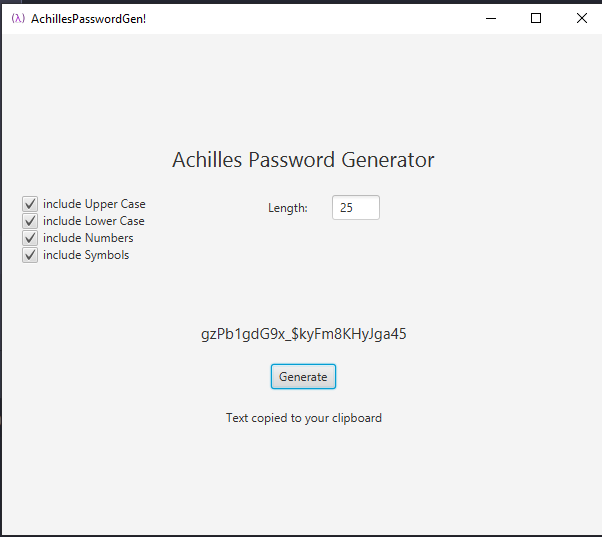 (λ) AchillesPasswordGen!
Achilles Password Generator
include Upper Case
include Lower Case
include Numbers
include Symbols
Length: 25
gzPb1gdG9x_$kyFm8KHyJga45
Generate
Text copied to your clipboard